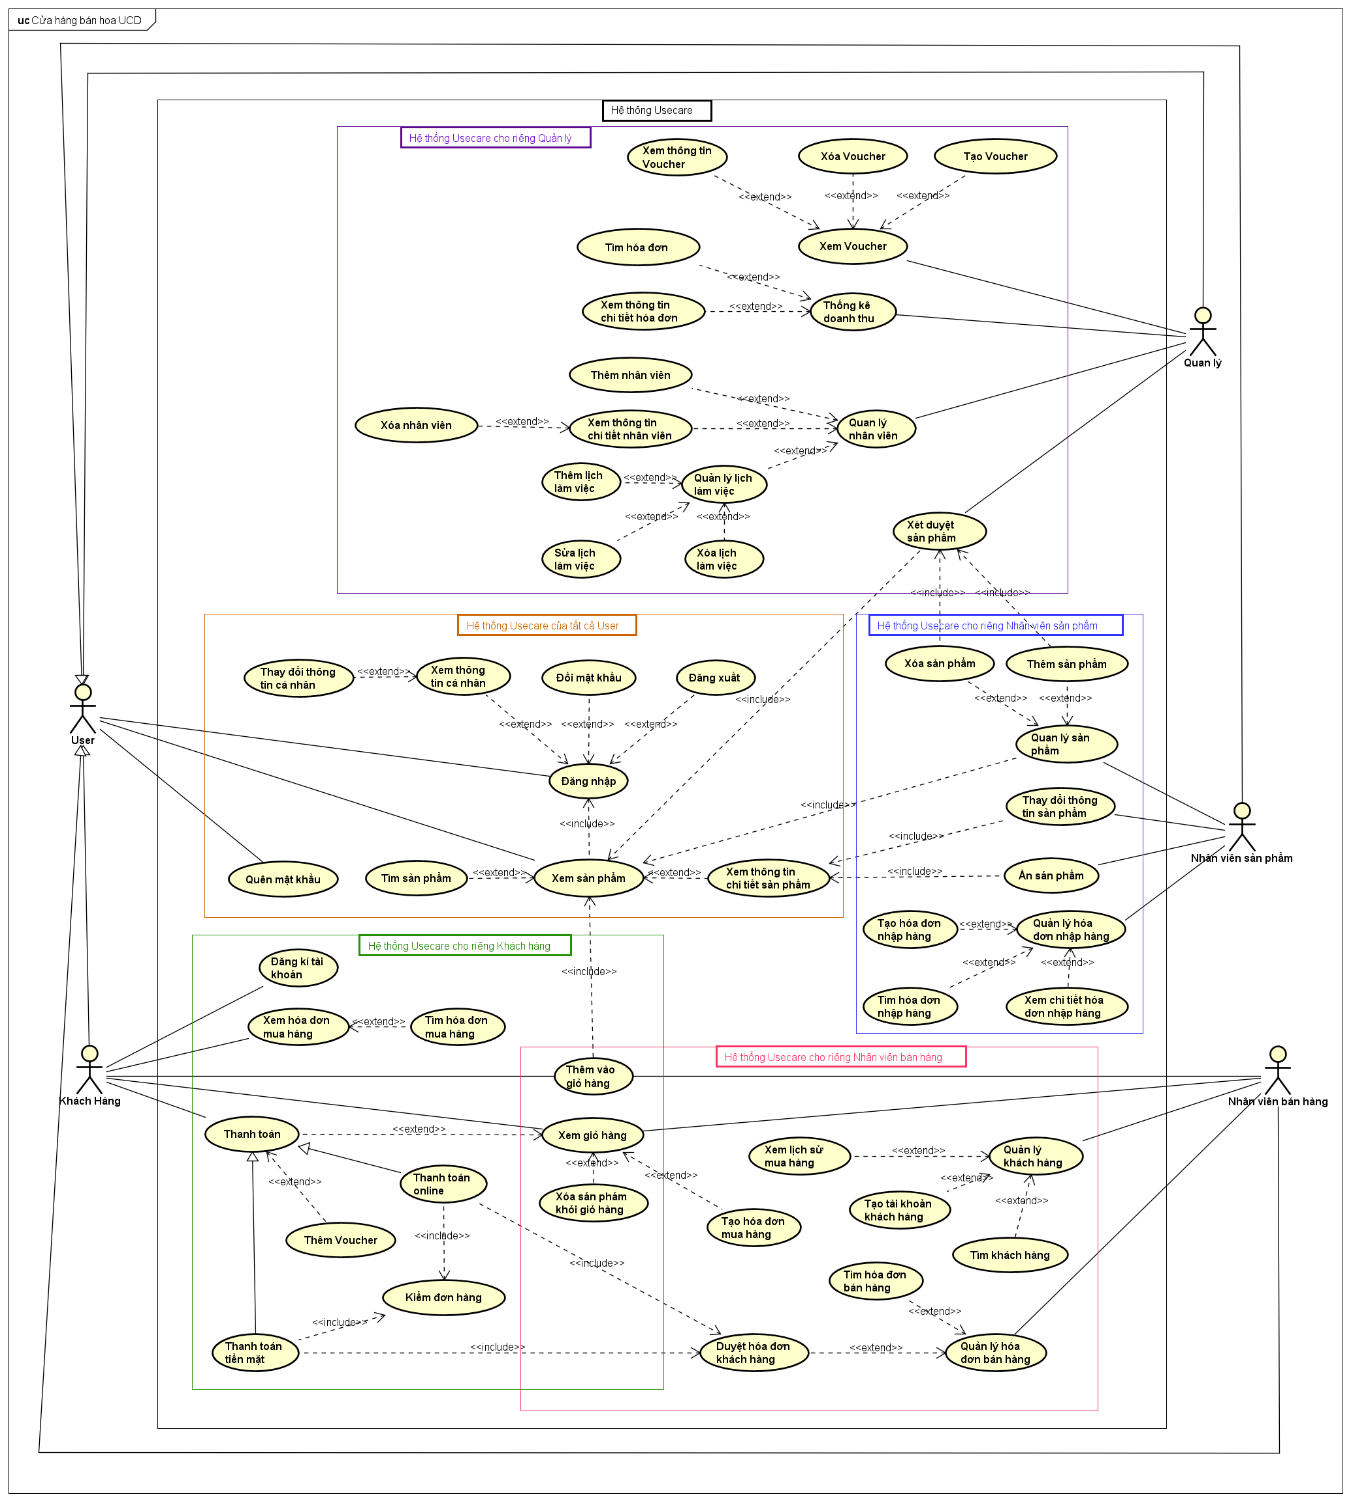 uc Cửa hàng bán hoa UCD
Hệ thống Usecare
Hệ thống Usecare cho riêng Quản lý
Xem thông tin
Voucher
Xóa Voucher
Tạo Voucher
<<extend>>
<<extend>>
<<extend>>
Xem Voucher
Tìm hóa đơn
<<extend>>
Xem thông tin
chi tiết hóa đơn
<<extend>>
Thống kê
doanh thu
Quan lý
Thêm nhân viên
<<extend>>
Xóa nhân viên
<<extend>>
Xem thông tin
chi tiết nhân viên
<<extend>>
Quan lý
nhân viên
<<extend>>
Thêm lịch
làm việc
<<extend>>
Quản lý lịch
làm việc
<<extend>>
<<extend>>
Sửa lịch
làm việc
Xóa lịch
làm việc
Xét duyệt
sản phẩm
<<include>>
<<include>>
Hệ thống Usecare của tất cả User
Hệ thống Usecare cho riêng Nhân viên sản phẩm
Thay đổi thông
tin cá nhân
<<extend>>
Xem thông
tin cá nhân
Đổi mật khẩu
Đăng xuất
Xóa sản phẩm
Thêm sản phẩm
<<extend>>
<<extend>>
<<extend>>
<<include>>
<<extend>>
<<extend>>
User
Quan lý sản
phẩm
Đăng nhập
<<include>>
<<include>>
Thay đổi thông
tin sản phẩm
<<include>>
Nhân viên sản phẩm
Quên mật khẩu
Tìm sản phẩm
<<extend>>
Xem sản phẩm
<<extend>>
Xem thông tin
chi tiết sản phẩm
<<include>>
Ẩn sản phẩm
Tạo hóa đơn
nhập hàng
<<extend>>
Quản lý hóa
đơn nhập hàng
<<extend>>
<<extend>>
Tìm hóa đơn
nhập hàng
Xem chi tiết hóa
đơn nhập hàng
Hệ thống Usecare cho riêng Khách hàng
Đăng kí tài
khoản
<<include>>
Xem hóa đơn
mua hàng
<<extend>>
Tìm hóa đơn
mua hàng
Hệ thống Usecare cho riêng Nhân viên bán hàng
Thêm vào
giỏ hàng
Khách Hàng
Nhân viên bán hàng
Thanh toán
<<extend>>
Xem giỏ hàng
<<extend>>
<<extend>>
Xem lịch sử
mua hàng
<<extend>>
Quản lý
khách hàng
<<extend>>
<<extend>>
Thanh toán
online
<<extend>>
Xóa sản phẩm
khỏi giỏ hàng
Tạo hóa đơn
mua hàng
Tạo tài khoản
khách hàng
Thêm Voucher
<<include>>
Tìm khách hàng
<<include>>
Tìm hóa đơn
bán hàng
<<extend>>
Kiểm đơn hàng
<<include>>
Thanh toán
tiền mặt
<<include>>
Duyệt hóa đơn
khách hàng
<<extend>>
Quản lý hóa
đơn bán hàng